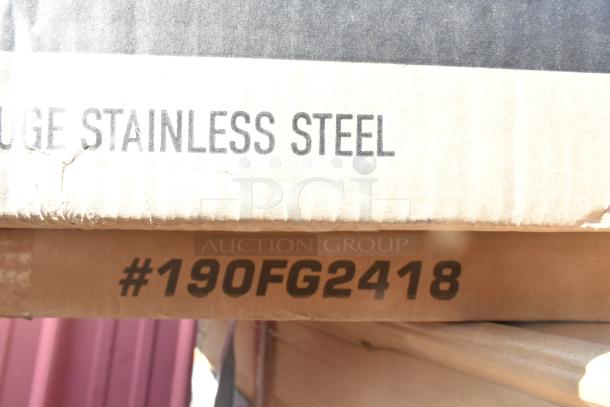 UGE STAINLESS STEEL
PCI
AUCTION GROUP
#190FG2418